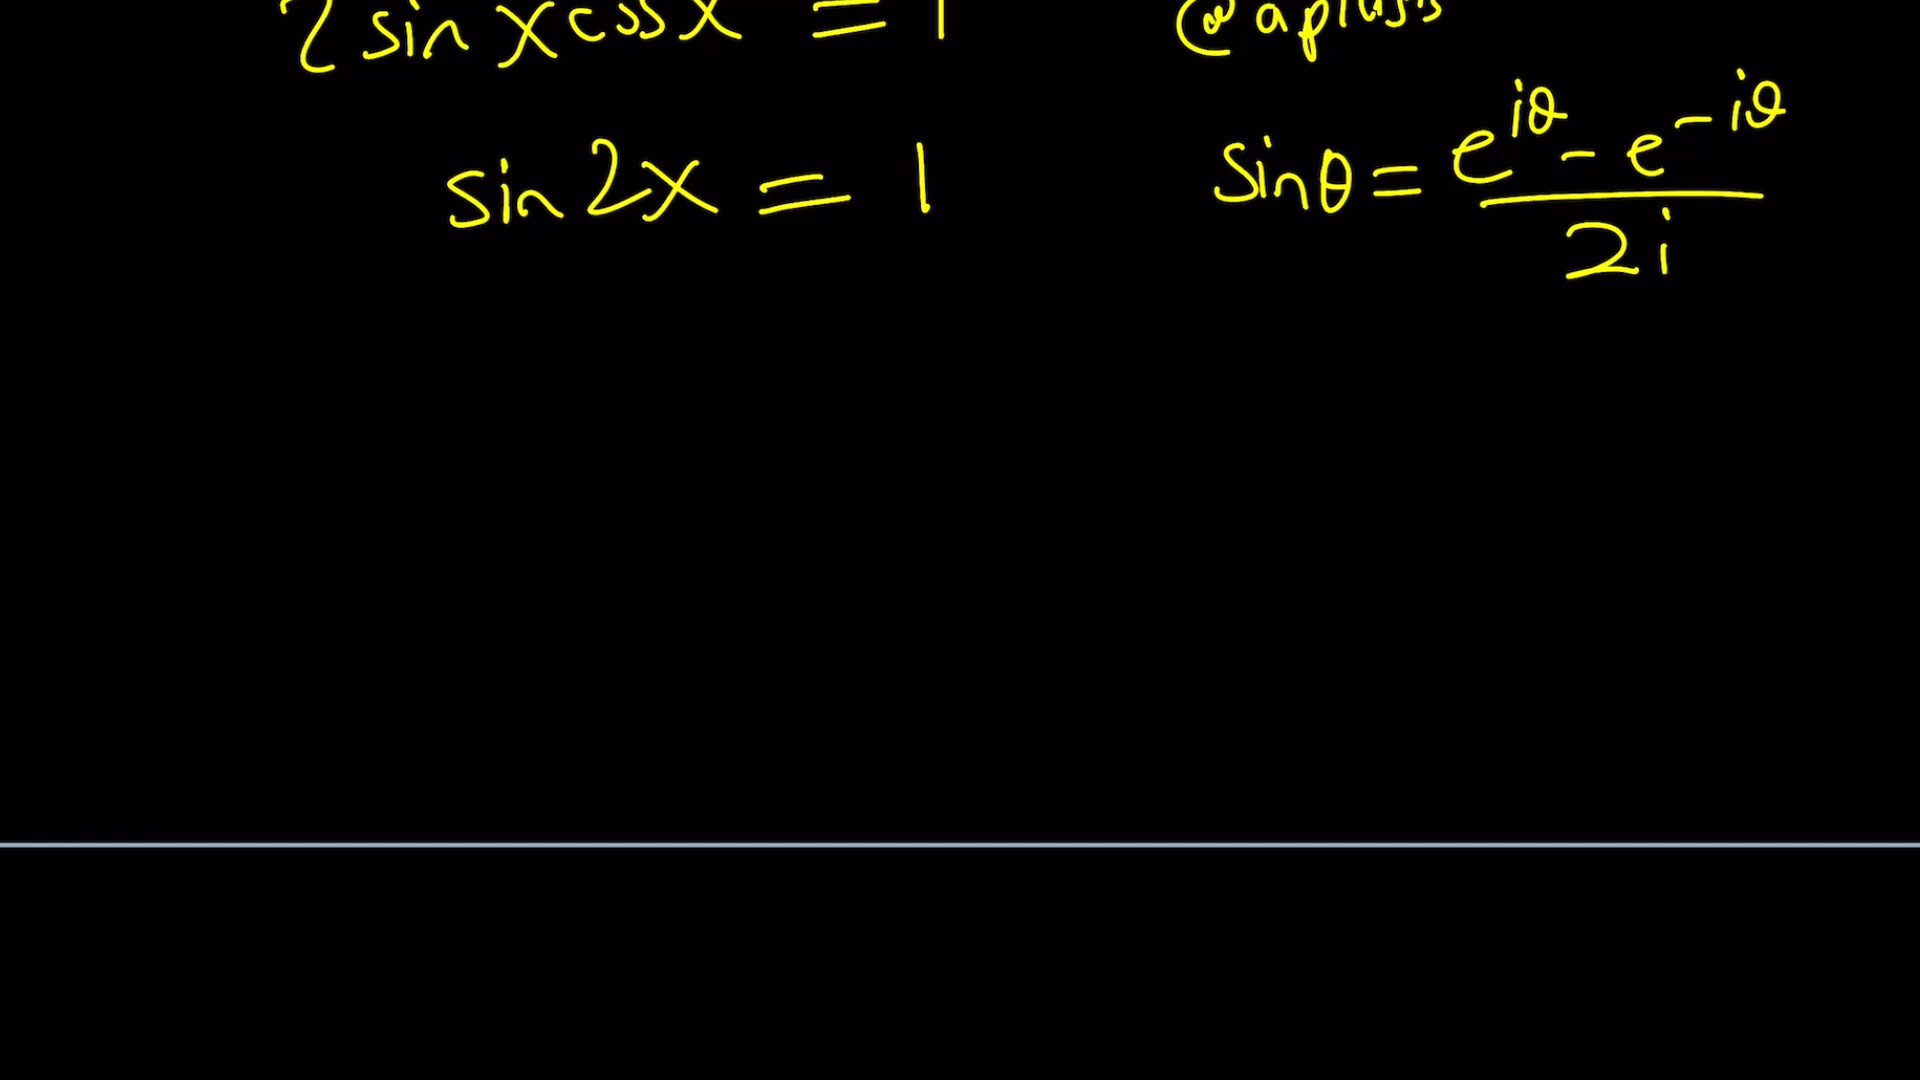 2 sin x cos x = 1
sin 2x = 1
sinθ = (e^{iθ} - e^{-iθ}) / 2i